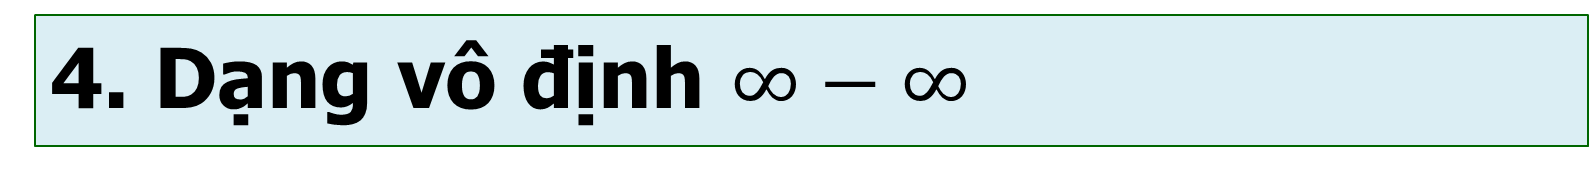 4. Dạng vô định ∞ − ∞